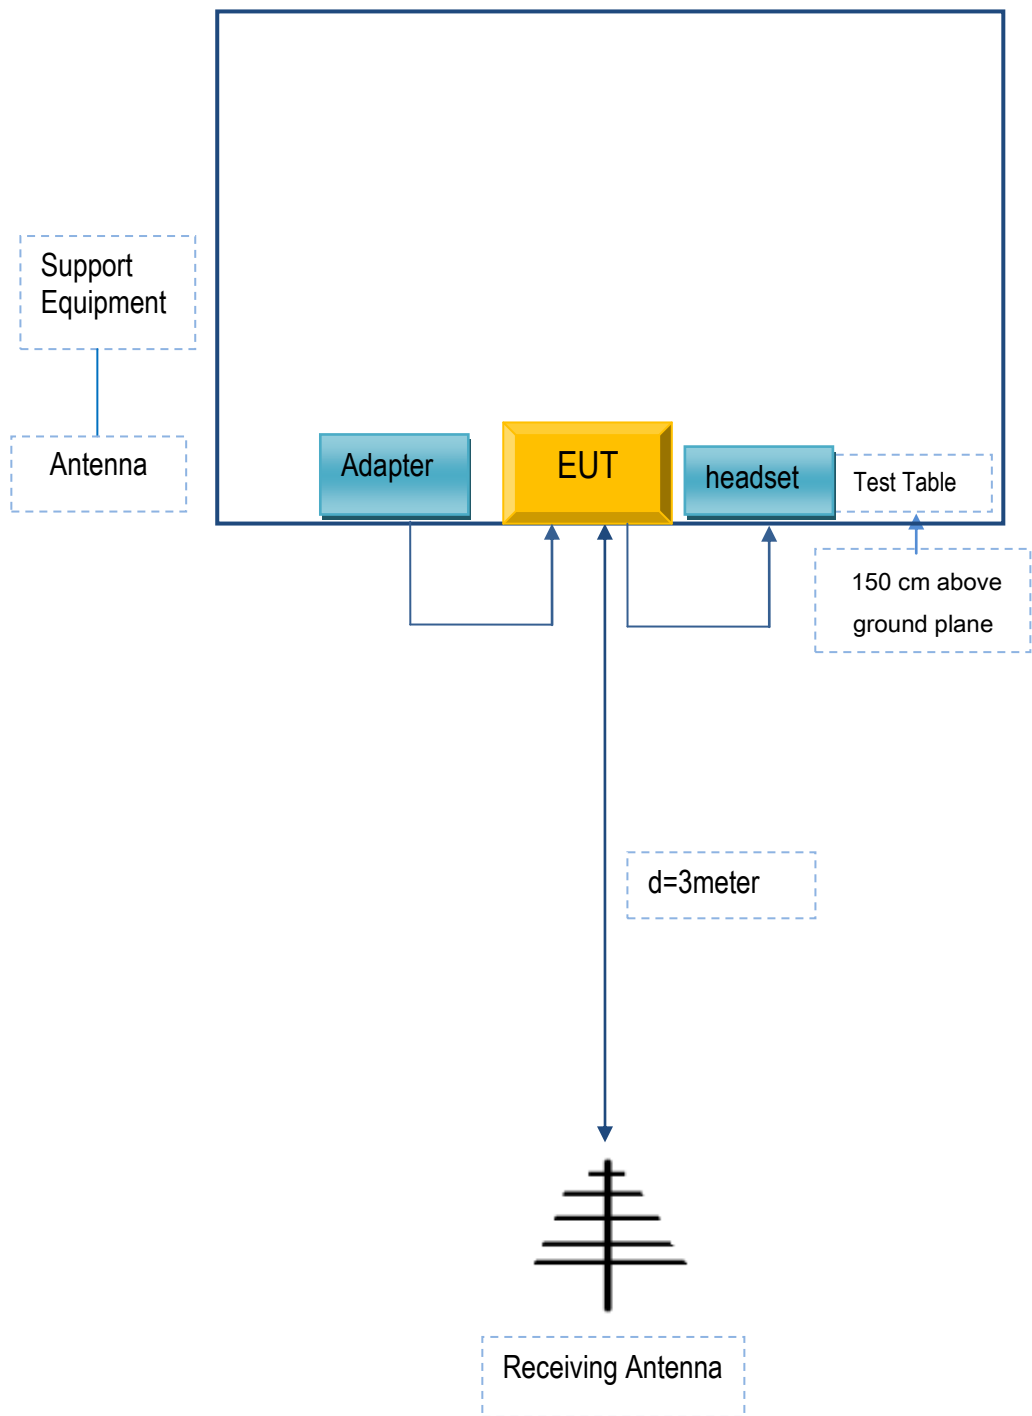 Support
Equipment
Antenna
Adapter
EUT
headset
Test Table
150 cm above
ground plane
d=3meter
Receiving Antenna